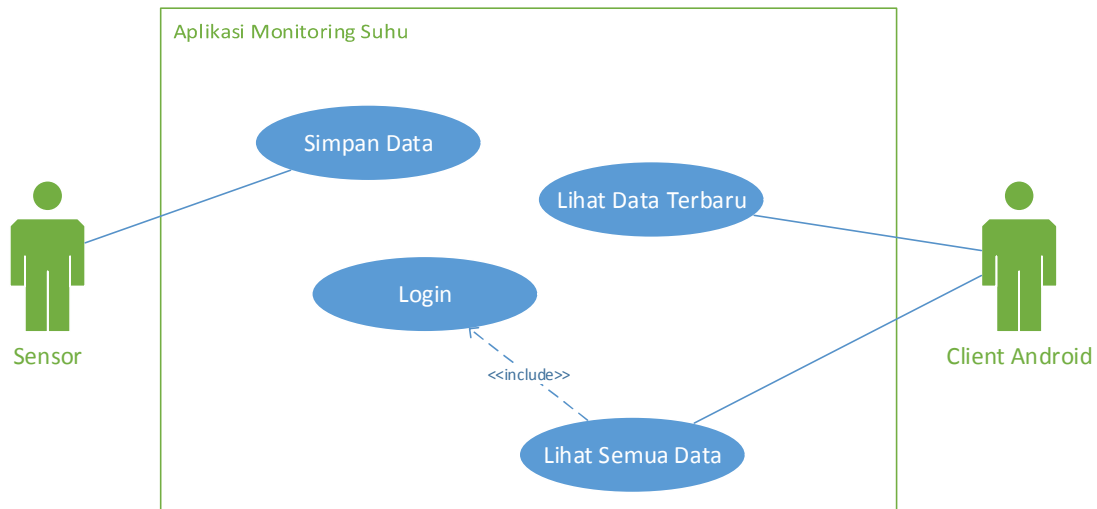 Aplikasi Monitoring Suhu
Simpan Data
Lihat Data Terbaru
Login
Sensor
Client Android
<<include>>
Lihat Semua Data